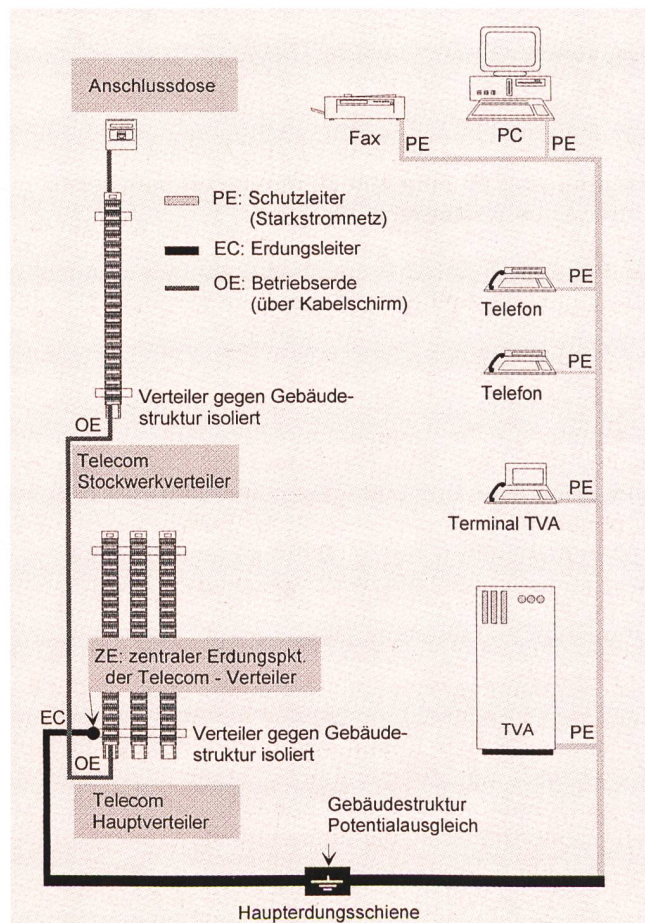 Anschlussdose
Fax
PE
PC
PE
PE: Schutzleiter
(Starkstromnetz)
EC: Erdungsleiter
OE: Betriebserde
(über Kabelschirm)
PE
Telefon
PE
Telefon
Verteiler gegen Gebäude-
struktur isoliert
OE
Telecom
Stockwerkverteiler
PE
Terminal TVA
ZE: zentraler Erdungspkt.
der Telecom - Verteiler
EC
Verteiler gegen Gebäude-
struktur isoliert
OE
TVA
PE
Telecom
Hauptverteiler
Gebäudestruktur
Potentialausgleich
Haupterdungsschiene